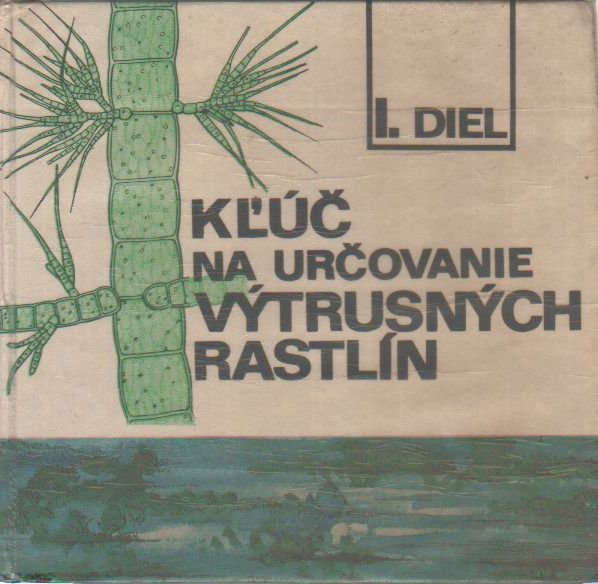 I. DIEL
KĽÚČ
NA URČOVANIE
VÝTRUSNÝCH
RASTLÍN